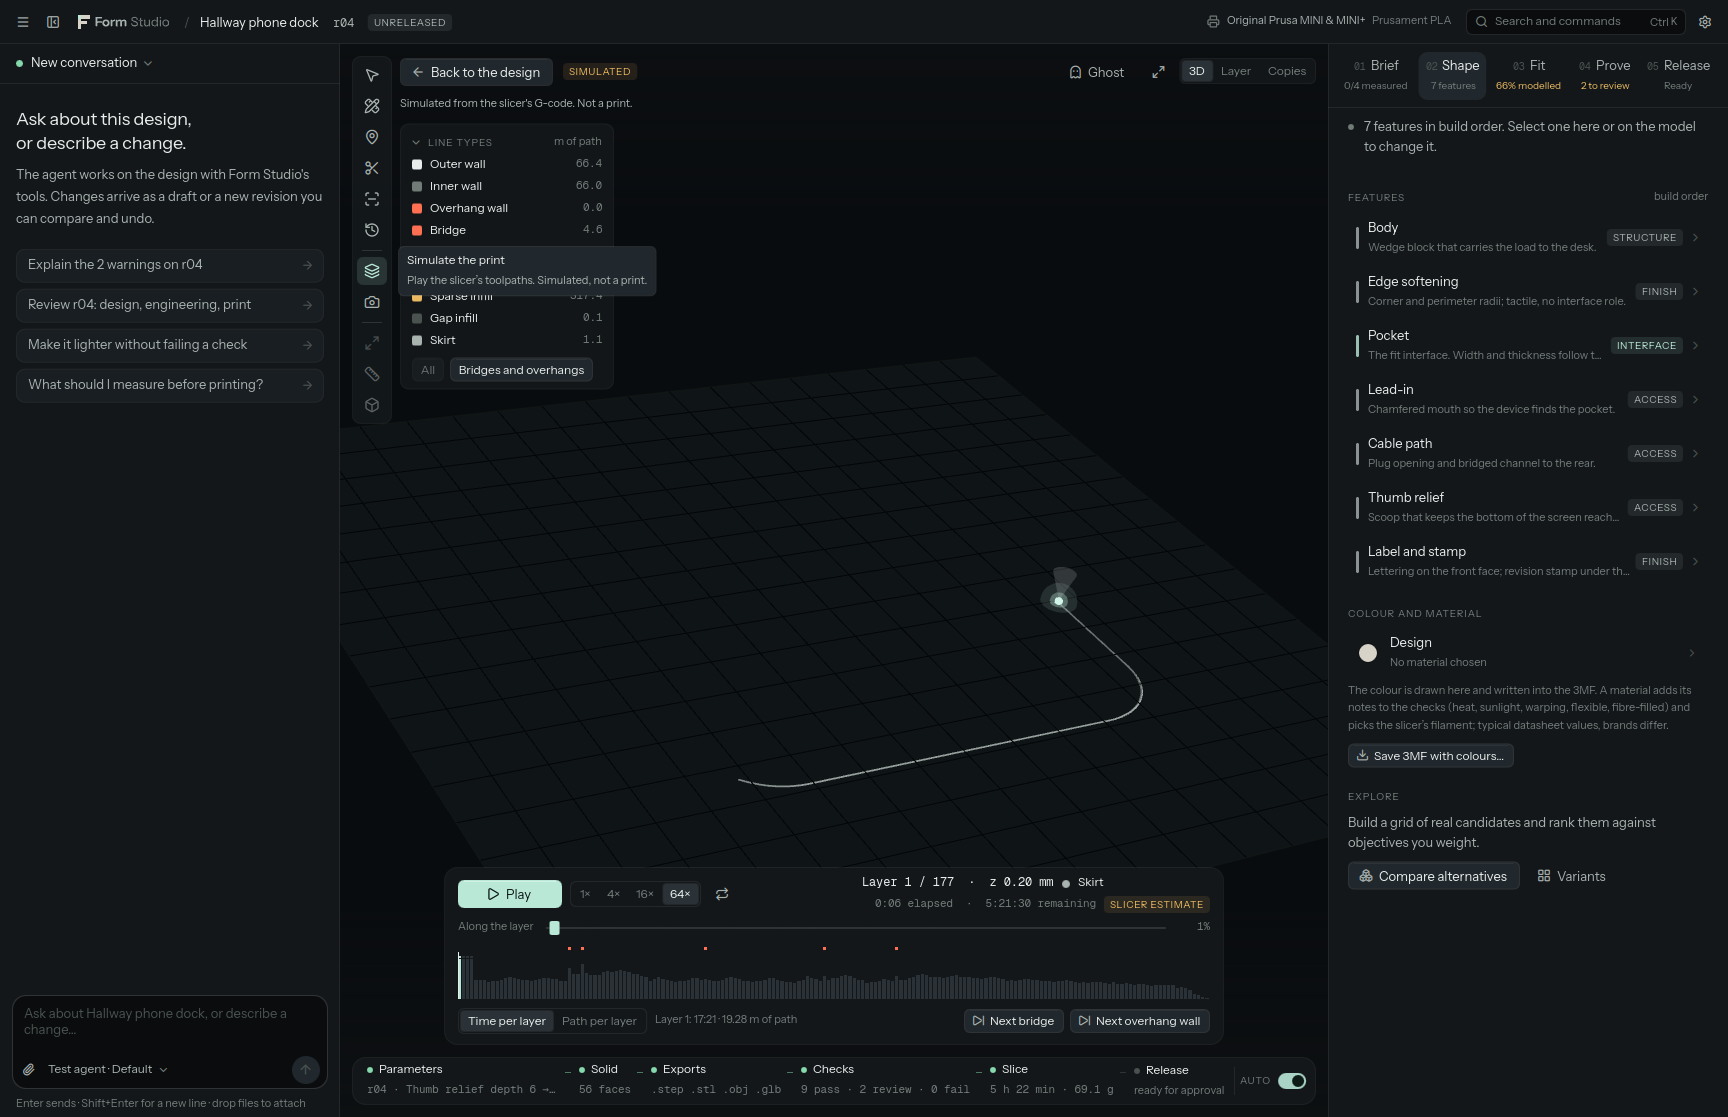 Form Studio / Hallway phone dock r04 UNRELEASED
Original Prusa MINI & MINI+ Prusament PLA
Search and commands Ctrl K
New conversation
Ask about this design,
or describe a change.
The agent works on the design with Form Studio's
tools. Changes arrive as a draft or a new revision you
can compare and undo.
Explain the 2 warnings on r04
Review r04: design, engineering, print
Make it lighter without failing a check
What should I measure before printing?
Ask about Hallway phone dock, or describe a
change...
Test agent · Default
Enter sends · Shift+Enter for a new line · drop files to attach
Back to the design SIMULATED
Ghost 3D Layer Copies
Simulated from the slicer's G-code. Not a print.
LINE TYPES m of path
Outer wall 66.4
Inner wall 66.0
Overhang wall 0.0
Bridge 4.6
Simulate the print
Play the slicer's toolpaths. Simulated, not a print.
Sparse infill 317.4
Gap infill 0.1
Skirt 1.1
All Bridges and overhangs
Play 1× 4× 16× 64×
Layer 1 / 177 · z 0.20 mm Skirt
0:06 elapsed · 5:21:30 remaining SLICER ESTIMATE
Along the layer 1%
Time per layer Path per layer Layer 1: 17:21 · 19.28 m of path
Next bridge Next overhang wall
Parameters
r04 · Thumb relief depth 6 →…
Solid
56 faces
Exports
.step .stl .obj .glb
Checks
9 pass · 2 review · 0 fail
Slice
5 h 22 min · 69.1 g
Release
ready for approval
AUTO
01 Brief
0/4 measured
02 Shape
7 features
03 Fit
66% modelled
04 Prove
2 to review
05 Release
Ready
7 features in build order. Select one here or on the model
to change it.
FEATURES build order
Body
Wedge block that carries the load to the desk.
STRUCTURE
Edge softening
Corner and perimeter radii; tactile, no interface role.
FINISH
Pocket
The fit interface. Width and thickness follow t…
INTERFACE
Lead-in
Chamfered mouth so the device finds the pocket.
ACCESS
Cable path
Plug opening and bridged channel to the rear.
ACCESS
Thumb relief
Scoop that keeps the bottom of the screen reach…
ACCESS
Label and stamp
Lettering on the front face; revision stamp under th…
FINISH
COLOUR AND MATERIAL
Design
No material chosen
The colour is drawn here and written into the 3MF. A material adds its
notes to the checks (heat, sunlight, warping, flexible, fibre-filled) and
picks the slicer's filament; typical datasheet values, brands differ.
Save 3MF with colours…
EXPLORE
Build a grid of real candidates and rank them against
objectives you weight.
Compare alternatives Variants